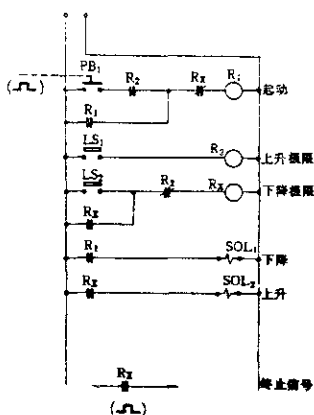 PB₁
R₂ Rx R₁ 起动
R₁
LS₁ R₂ 上升极限
LS₂ R₂ Rx 下降极限
Rx
R₁ SOL₁ 下降
Rx SOL₂ 上升
Rx 终止信号